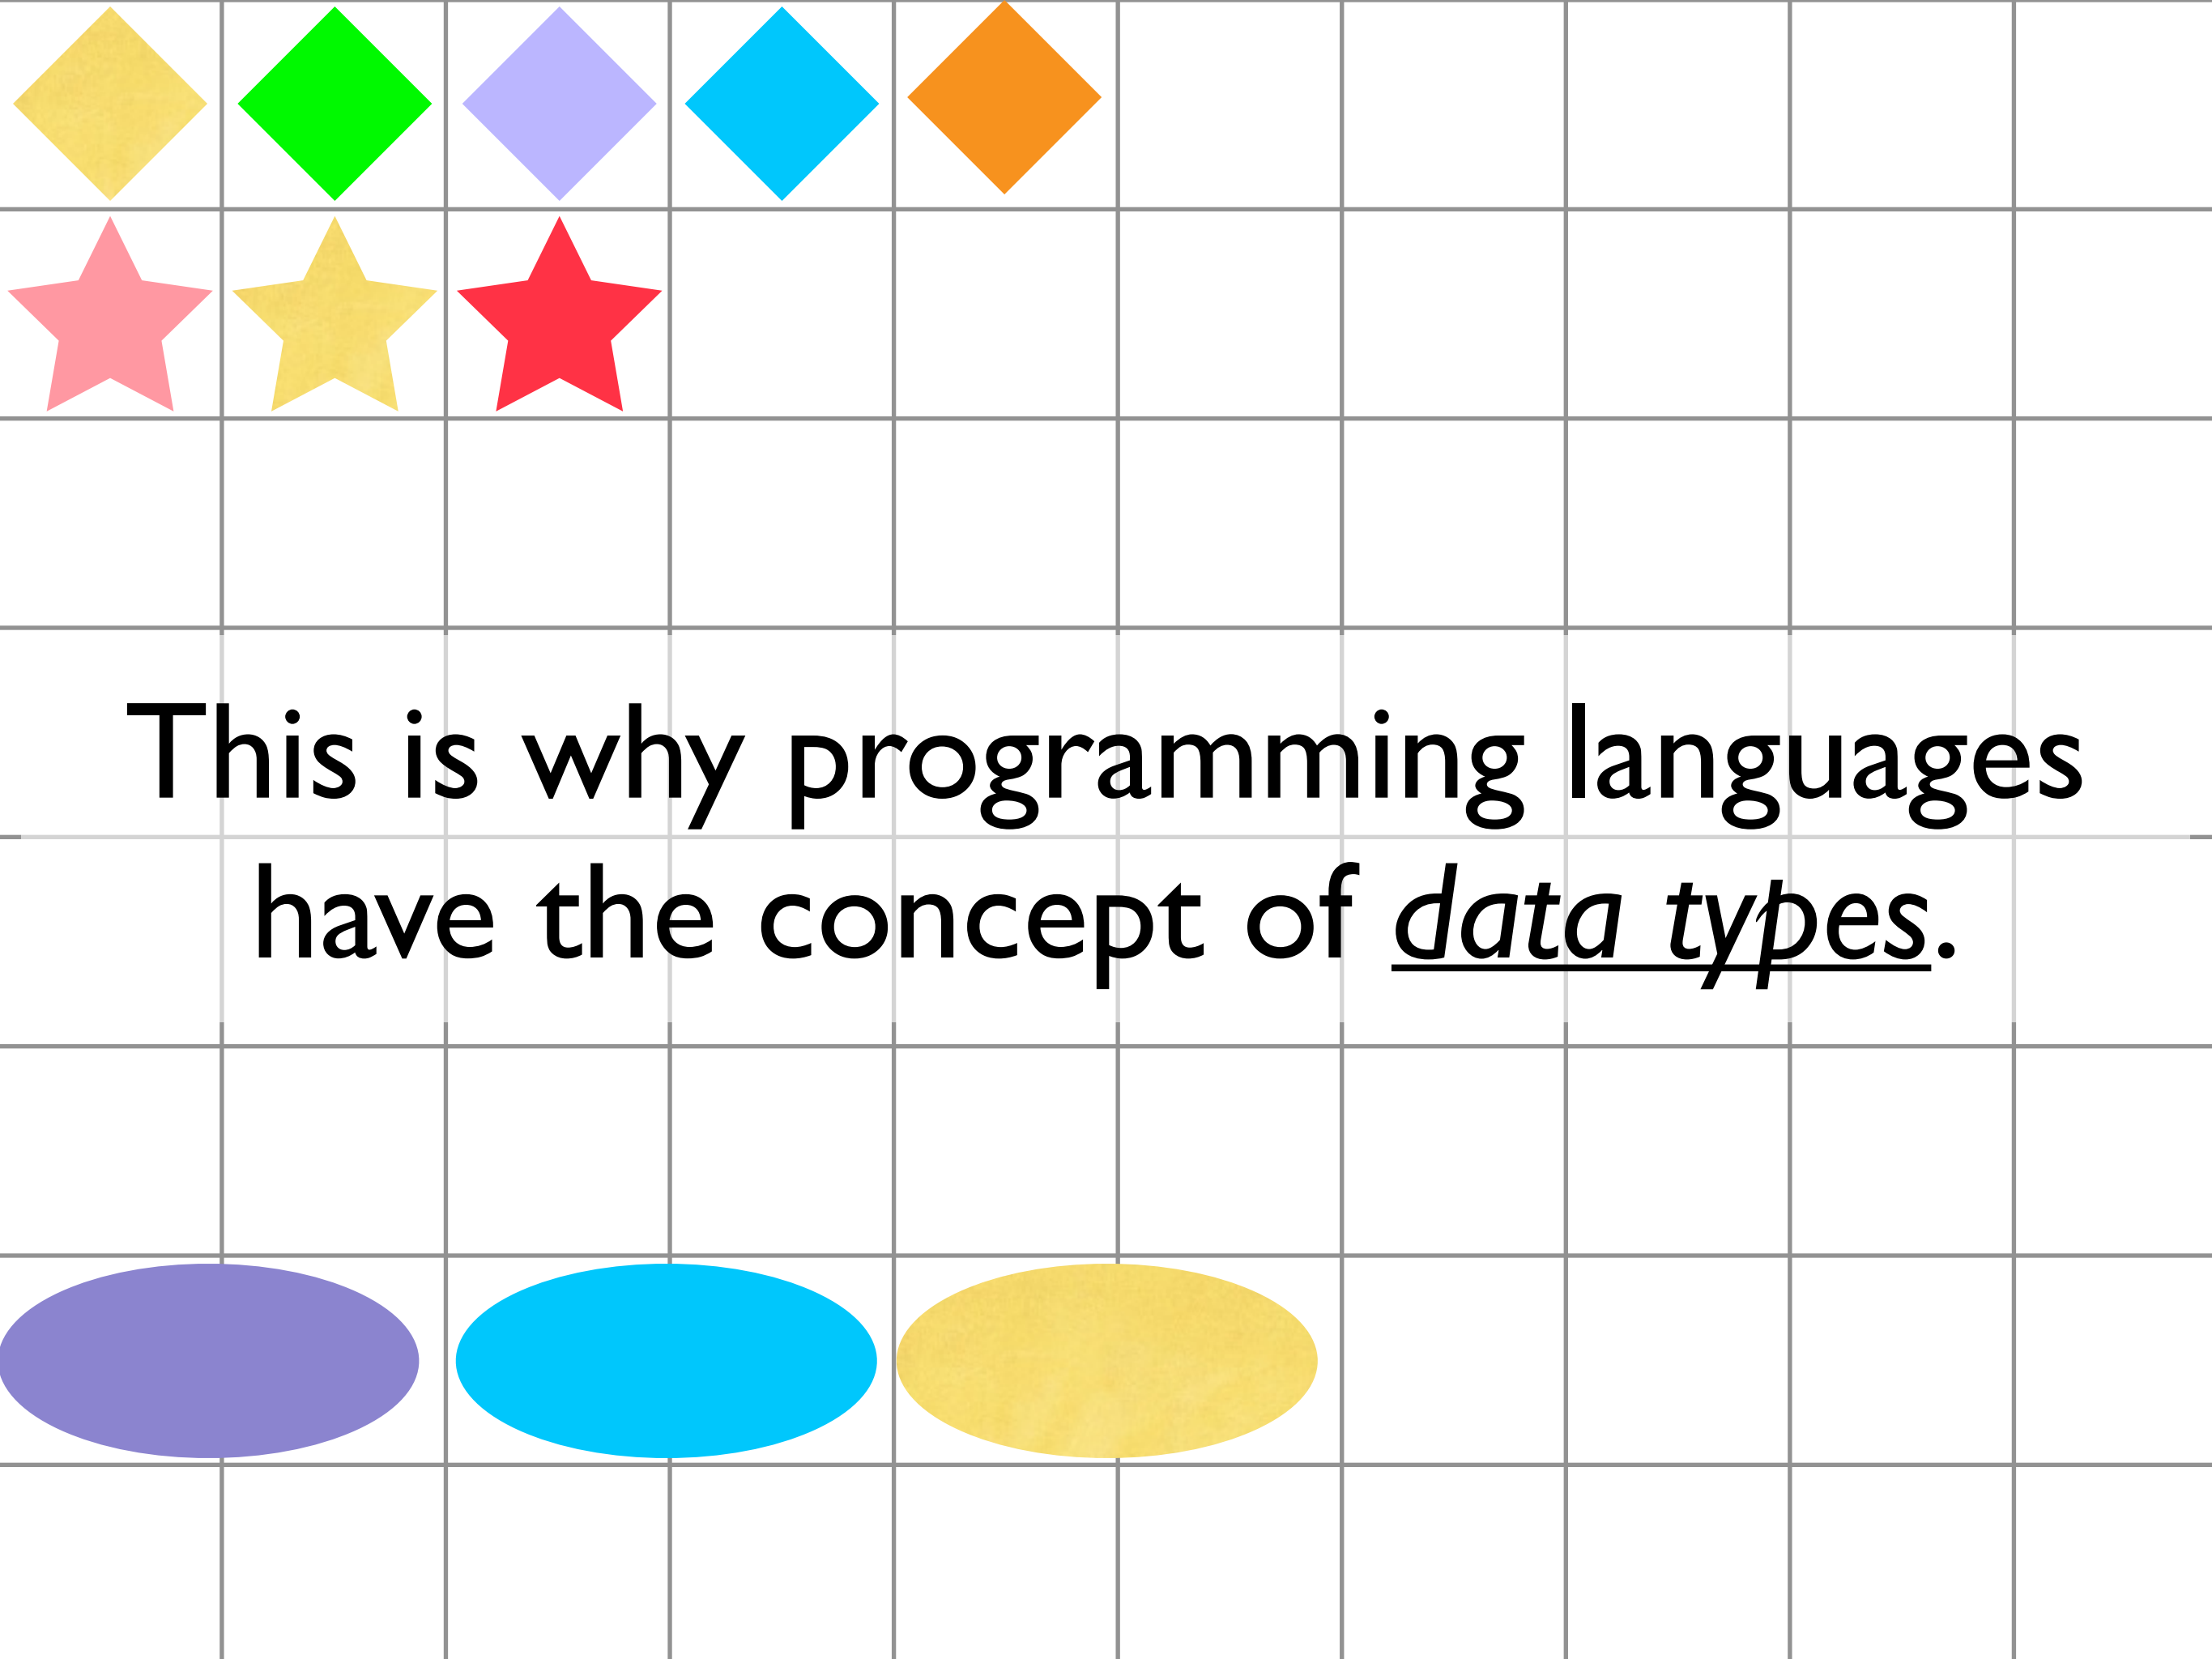 This is why programming languages
have the concept of data types.